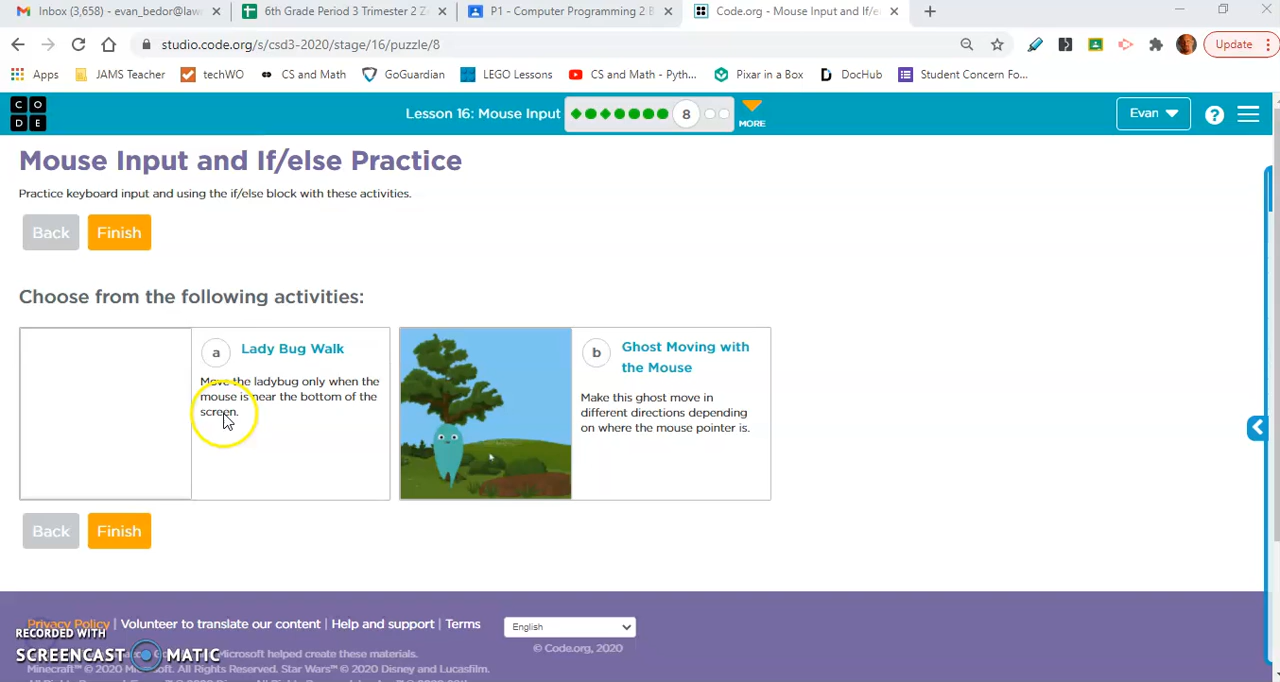 Inbox (3,658) - evan_bedor@law
6th Grade Period 3 Trimester 2 Z
P1 - Computer Programming 2 B
Code.org - Mouse Input and If/e
studio.code.org/s/csd3-2020/stage/16/puzzle/8
Update
Apps
JAMS Teacher
techWO
CS and Math
GoGuardian
LEGO Lessons
CS and Math - Pyth...
Pixar in a Box
DocHub
Student Concern Fo...
C O
D E
Lesson 16: Mouse Input
8
MORE
Evan
?
Mouse Input and If/else Practice
Practice keyboard input and using the if/else block with these activities.
Back
Finish
Choose from the following activities:
a
Lady Bug Walk
Move the ladybug only when the
mouse is near the bottom of the
screen.
b
Ghost Moving with
the Mouse
Make this ghost move in
different directions depending
on where the mouse pointer is.
Back
Finish
Privacy Policy | Volunteer to translate our content | Help and support | Terms
English
© Code.org, 2020
RECORDED WITH
SCREENCAST MATIC
Microsoft helped create these materials.
Minecraft™ © 2020 All Rights Reserved. Star Wars™ © 2020 Disney and Lucasfilm.